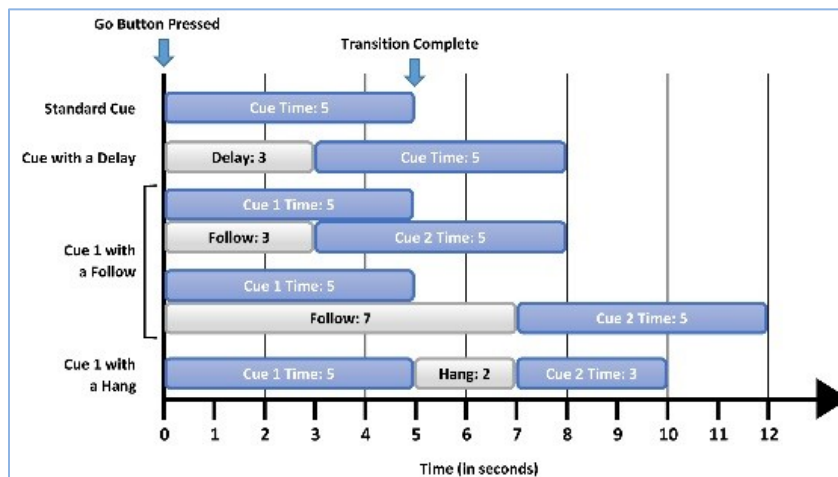 Go Button Pressed
Transition Complete
Standard Cue
Cue Time: 5
Cue with a Delay
Delay: 3
Cue Time: 5
Cue 1 with
a Follow
Cue 1 Time: 5
Follow: 3
Cue 2 Time: 5
Cue 1 Time: 5
Follow: 7
Cue 2 Time: 5
Cue 1 with
a Hang
Cue 1 Time: 5
Hang: 2
Cue 2 Time: 3
0 1 2 3 4 5 6 7 8 9 10 11 12
Time (in seconds)